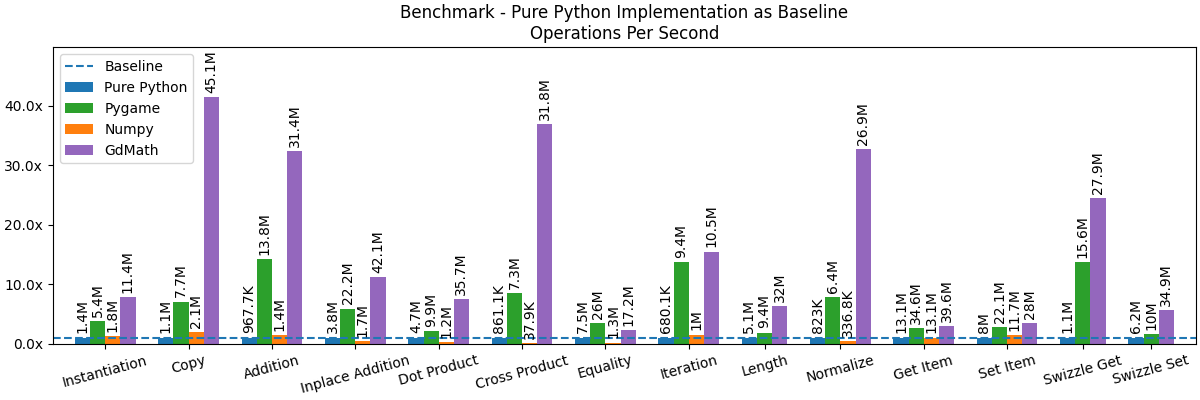 Benchmark - Pure Python Implementation as Baseline
Operations Per Second
Baseline
Pure Python
Pygame
Numpy
GdMath
40.0x
30.0x
20.0x
10.0x
0.0x
1.4M
5.4M
1.8M
11.4M
1.1M
7.7M
2.1M
45.1M
967.7K
13.8M
1.4M
31.4M
3.8M
22.2M
1.7M
42.1M
4.7M
9.9M
1.2M
35.7M
861.1K
7.3M
37.9K
31.8M
7.5M
26M
1.3M
17.2M
680.1K
9.4M
1M
10.5M
5.1M
9.4M
32M
823K
6.4M
336.8K
26.9M
13.1M
34.6M
13.1M
39.6M
8M
22.1M
11.7M
28M
1.1M
15.6M
27.9M
6.2M
10M
34.9M
Instantiation
Copy
Addition
Inplace Addition
Dot Product
Cross Product
Equality
Iteration
Length
Normalize
Get Item
Set Item
Swizzle Get
Swizzle Set